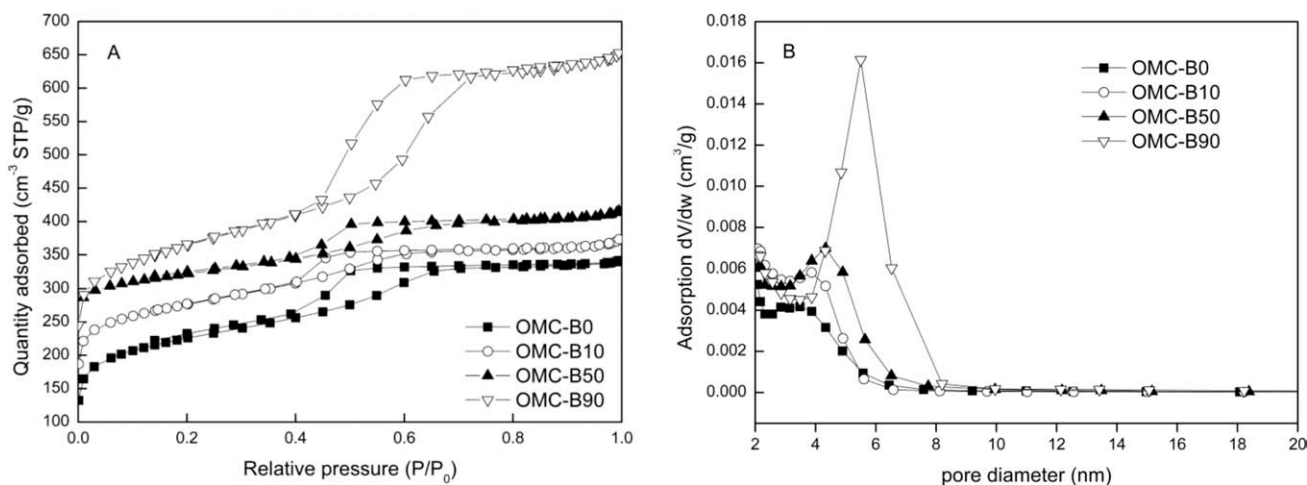 A
700
650
600
550
500
450
400
350
300
250
200
150
100
Quantity adsorbed (cm⁻³ STP/g)
OMC-B0
OMC-B10
OMC-B50
OMC-B90
0.0 0.2 0.4 0.6 0.8 1.0
Relative pressure (P/P₀)
B
0.018
0.016
0.014
0.012
0.010
0.008
0.006
0.004
0.002
0.000
Adsorption dV/dw (cm³/g)
OMC-B0
OMC-B10
OMC-B50
OMC-B90
2 4 6 8 10 12 14 16 18 20
pore diameter (nm)